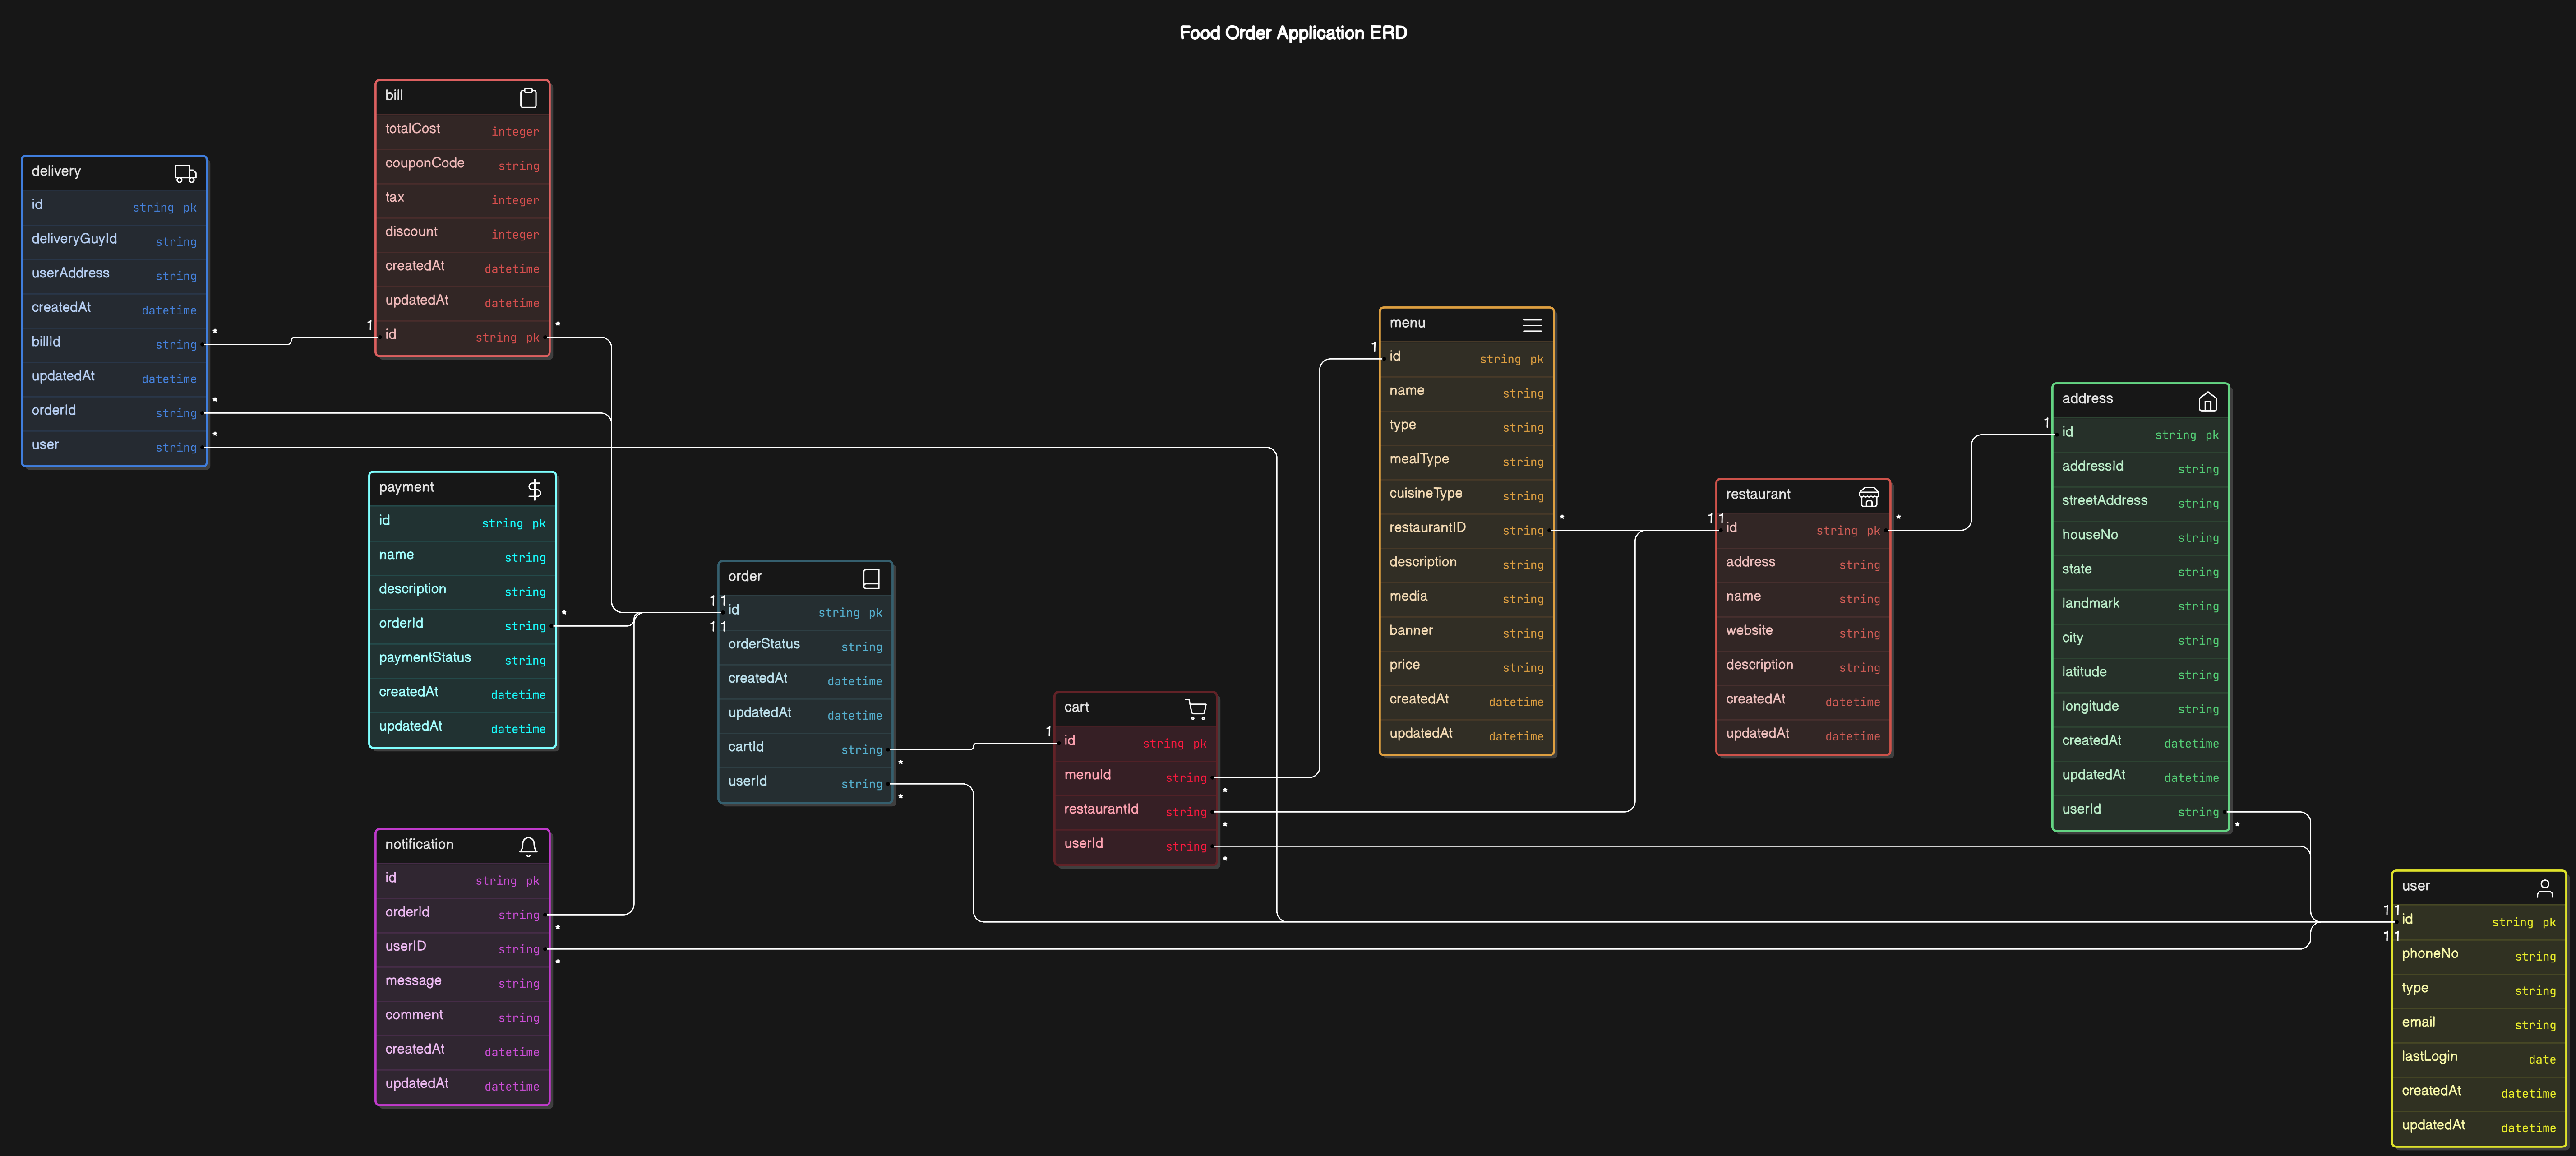 Food Order Application ERD
bill
totalCost integer
couponCode string
tax integer
discount integer
createdAt datetime
updatedAt datetime
1 id string pk *
delivery
id string pk
deliveryGuyId string
userAddress string
createdAt datetime
billId string *
updatedAt datetime
orderId string *
user string *
payment
id string pk
name string
description string
orderId string *
paymentStatus string
createdAt datetime
updatedAt datetime
notification
id string pk
orderId string *
userID string *
message string
comment string
createdAt datetime
updatedAt datetime
order
1 1 id string pk
1 1
orderStatus string
createdAt datetime
updatedAt datetime
cartId string *
userId string *
cart
1 id string pk
menuId string *
restaurantId string *
userId string *
menu
1 id string pk
name string
type string
mealType string
cuisineType string
restaurantID string *
description string
media string
banner string
price string
createdAt datetime
updatedAt datetime
restaurant
1 1 id string pk *
address string
name string
website string
description string
createdAt datetime
updatedAt datetime
address
1 id string pk
addressId string
streetAddress string
houseNo string
state string
landmark string
city string
latitude string
longitude string
createdAt datetime
updatedAt datetime
userId string *
user
1 1 id string pk
1 1
phoneNo string
type string
email string
lastLogin date
createdAt datetime
updatedAt datetime